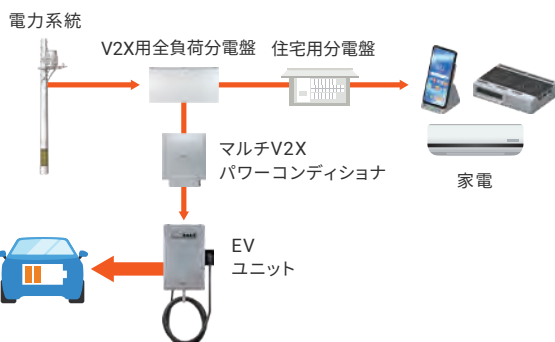 電力系統
V2X用全負荷分電盤
住宅用分電盤
マルチV2X
パワーコンディショナ
家電
EV
ユニット